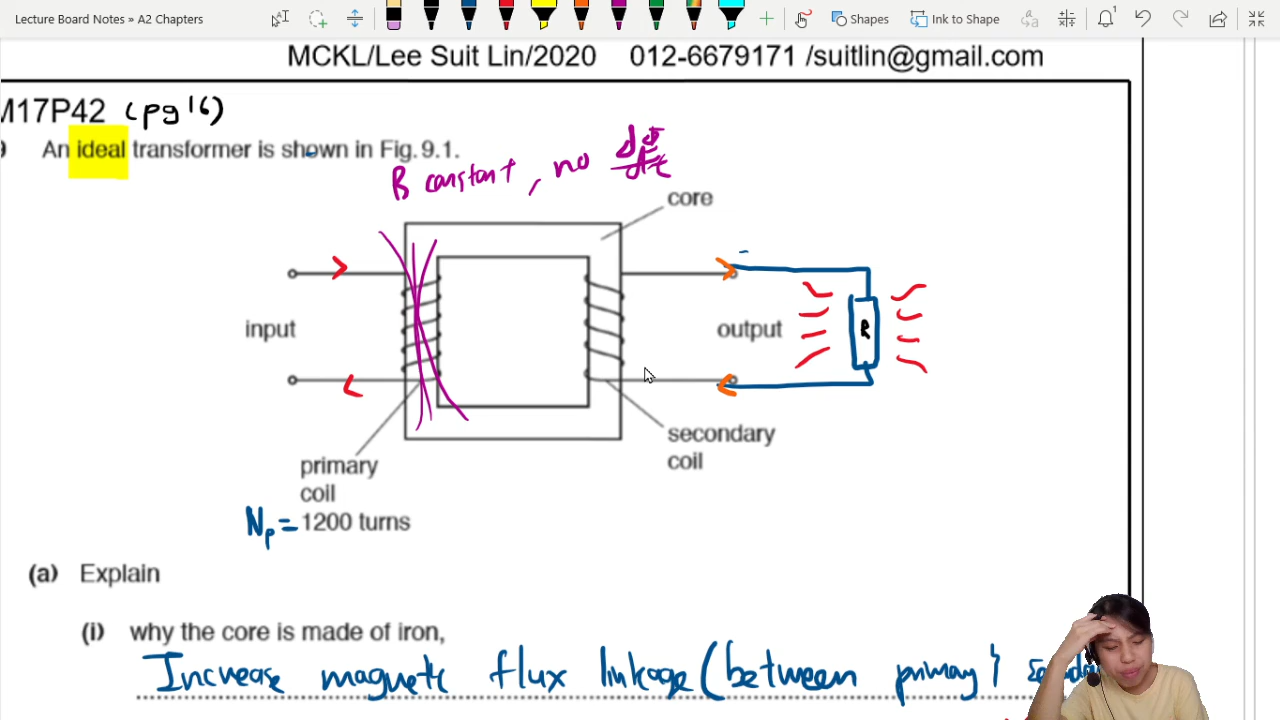 Lecture Board Notes » A2 Chapters
Shapes
Ink to Shape
MCKL/Lee Suit Lin/2020 012-6679171 /suitlin@gmail.com
M17P42 (pg 16)
An ideal transformer is shown in Fig. 9.1.
B constant, no dΦ/dt
core
input
output
R
primary
coil
secondary
coil
Np = 1200 turns
(a) Explain
(i) why the core is made of iron,
Increase magnetic flux linkage (between primary